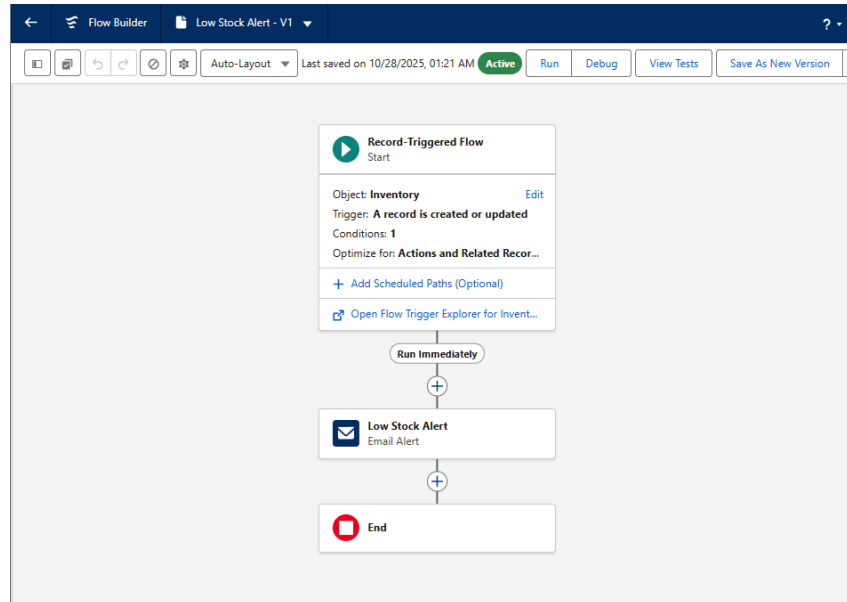 Flow Builder
Low Stock Alert - V1
?
Auto-Layout
Last saved on 10/28/2025, 01:21 AM
Active
Run
Debug
View Tests
Save As New Version
Record-Triggered Flow
Start
Object: Inventory
Edit
Trigger: A record is created or updated
Conditions: 1
Optimize for: Actions and Related Recor...
+ Add Scheduled Paths (Optional)
Open Flow Trigger Explorer for Invent...
Run Immediately
Low Stock Alert
Email Alert
End